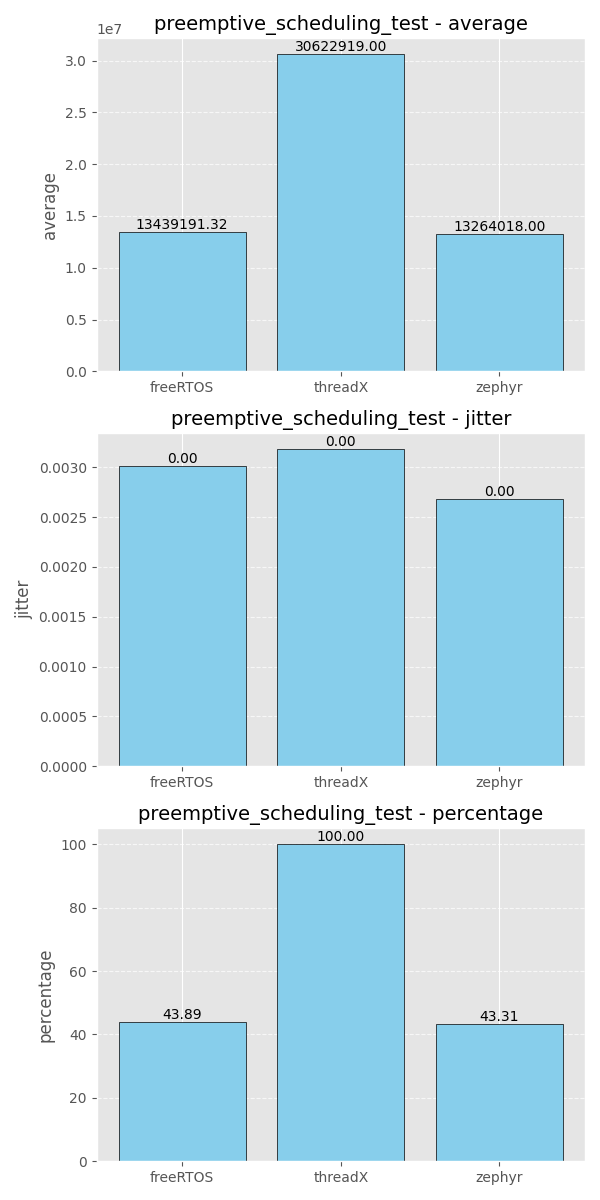 preemptive_scheduling_test - average
1e7
30622919.00
13439191.32
13264018.00
3.0
2.5
2.0
1.5
1.0
0.5
0.0
average
freeRTOS threadX zephyr
preemptive_scheduling_test - jitter
0.00
0.00
0.00
0.0030
0.0025
0.0020
0.0015
0.0010
0.0005
0.0000
jitter
freeRTOS threadX zephyr
preemptive_scheduling_test - percentage
100.00
43.89
43.31
100
80
60
40
20
0
percentage
freeRTOS threadX zephyr